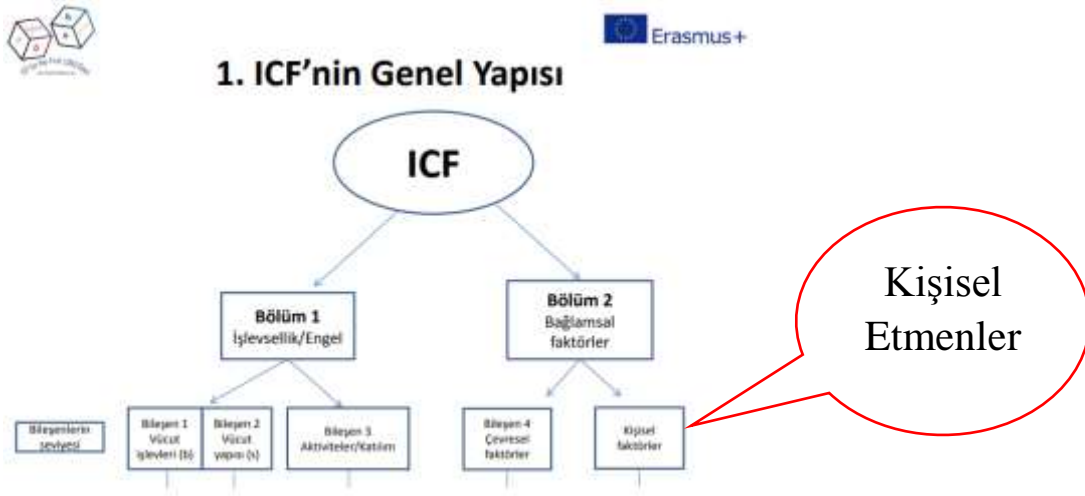 Erasmus+
1. ICF’nin Genel Yapısı
ICF
Bölüm 1
İşlevsellik/Engel
Bölüm 2
Bağlamsal
faktörler
Kişisel
Etmenler
Bileşenlerin
seviyesi
Bileşen 1
Vücut
işlevleri (b)
Bileşen 2
Vücut
yapısı (s)
Bileşen 3
Aktiviteler/Katılım
Bileşen 4
Çevresel
faktörler
Kişisel
faktörler